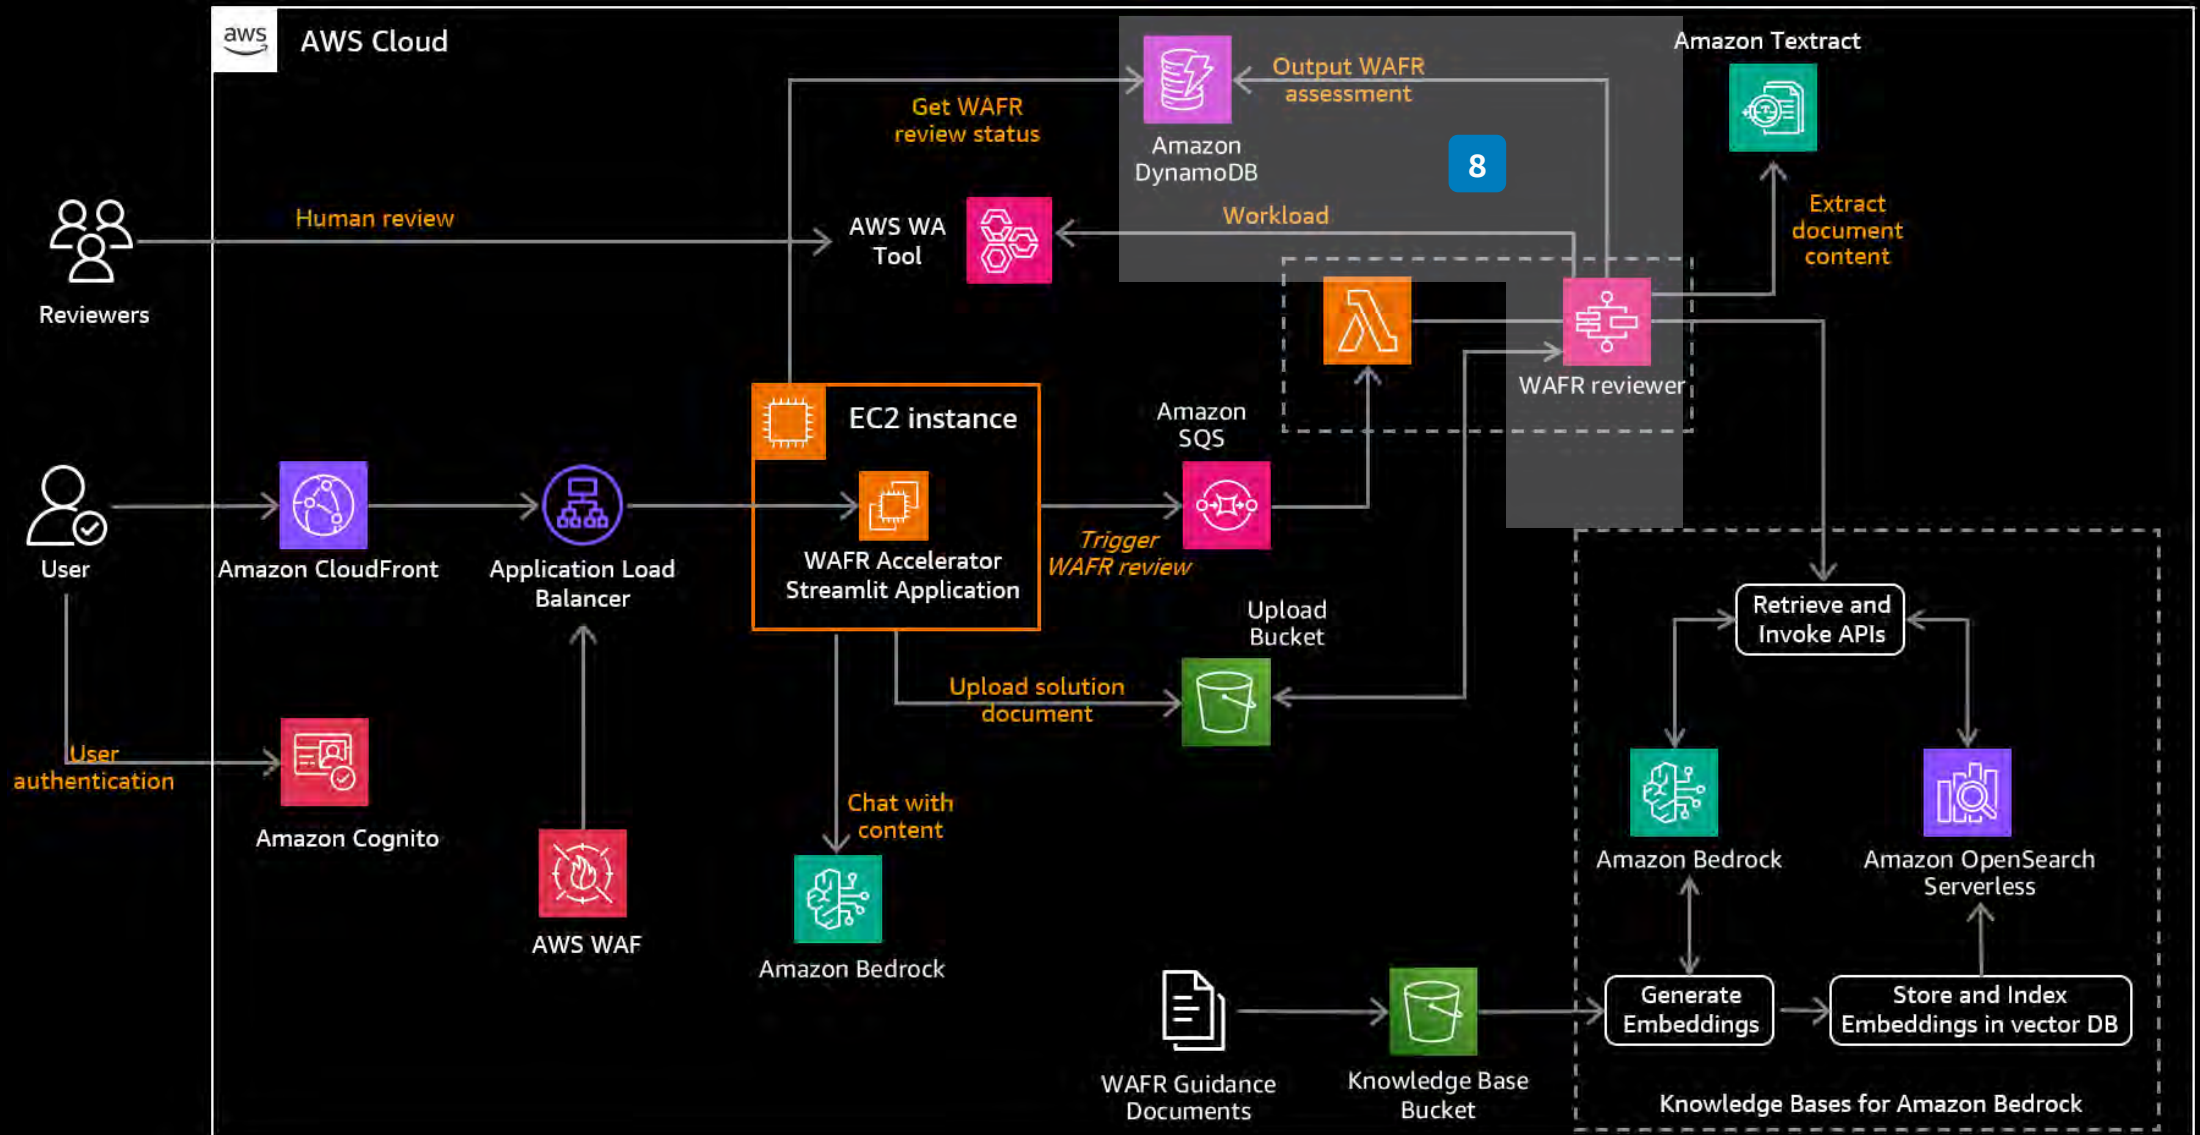 aws
AWS Cloud
Amazon Textract
Output WAFR
assessment
Get WAFR
review status
Amazon
DynamoDB
8
Extract
document
content
Human review
AWS WA
Tool
Workload
Reviewers
WAFR reviewer
EC2 instance
Amazon
SQS
User
Amazon CloudFront
Application Load
Balancer
WAFR Accelerator
Streamlit Application
Trigger
WAFR review
Upload
Bucket
Retrieve and
Invoke APIs
Upload solution
document
User
authentication
Amazon Cognito
Chat with
content
AWS WAF
Amazon Bedrock
Amazon Bedrock
Amazon OpenSearch
Serverless
Generate
Embeddings
Store and Index
Embeddings in vector DB
WAFR Guidance
Documents
Knowledge Base
Bucket
Knowledge Bases for Amazon Bedrock